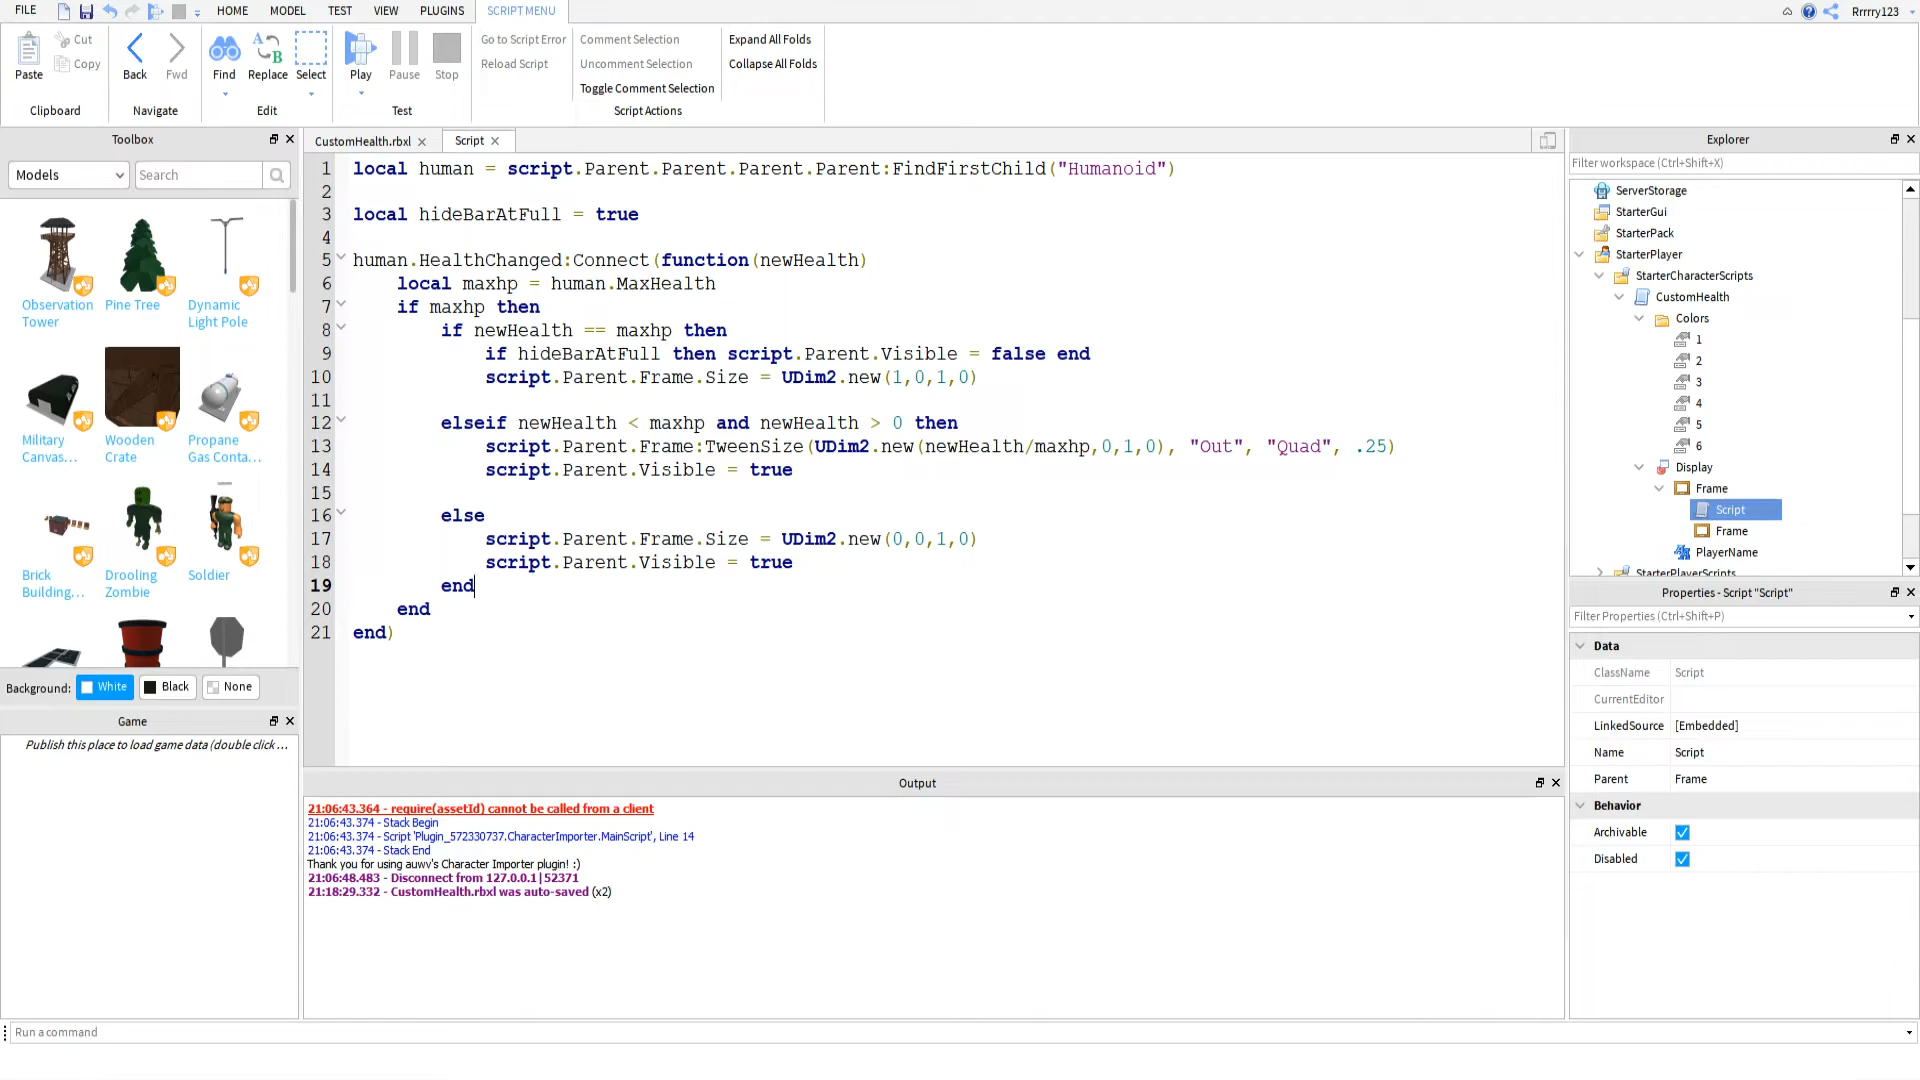 FILE HOME MODEL TEST VIEW PLUGINS SCRIPT MENU Rrrrry123
Paste Cut Copy Back Fwd Find Replace Select Play Pause Stop
Go to Script Error Comment Selection Expand All Folds
Reload Script Uncomment Selection Collapse All Folds
Toggle Comment Selection
Clipboard Navigate Edit Test Script Actions
Toolbox
Models Search
Observation Tower
Pine Tree
Dynamic Light Pole
Military Canvas...
Wooden Crate
Propane Gas Conta...
Brick Building...
Drooling Zombie
Soldier
Background: White Black None
Game
Publish this place to load game data (double click ...
CustomHealth.rbxl Script
1 local human = script.Parent.Parent.Parent.Parent:FindFirstChild("Humanoid")
2
3 local hideBarAtFull = true
4
5 human.HealthChanged:Connect(function(newHealth)
6 local maxhp = human.MaxHealth
7 if maxhp then
8 if newHealth == maxhp then
9 if hideBarAtFull then script.Parent.Visible = false end
10 script.Parent.Frame.Size = UDim2.new(1,0,1,0)
11
12 elseif newHealth < maxhp and newHealth > 0 then
13 script.Parent.Frame:TweenSize(UDim2.new(newHealth/maxhp,0,1,0), "Out", "Quad", .25)
14 script.Parent.Visible = true
15
16 else
17 script.Parent.Frame.Size = UDim2.new(0,0,1,0)
18 script.Parent.Visible = true
19 end
20 end
21 end)
Output
21:06:43.364 - require(assetId) cannot be called from a client
21:06:43.374 - Stack Begin
21:06:43.374 - Script 'Plugin_572330737.CharacterImporter.MainScript', Line 14
21:06:43.374 - Stack End
Thank you for using auwv's Character Importer plugin! :)
21:06:48.483 - Disconnect from 127.0.0.1|52371
21:18:29.332 - CustomHealth.rbxl was auto-saved (x2)
Explorer
Filter workspace (Ctrl+Shift+X)
ServerStorage
StarterGui
StarterPack
StarterPlayer
StarterCharacterScripts
CustomHealth
Colors
1
2
3
4
5
6
Display
Frame
Script
Frame
PlayerName
StarterPlayerScripts
Properties - Script "Script"
Filter Properties (Ctrl+Shift+P)
Data
ClassName Script
CurrentEditor
LinkedSource [Embedded]
Name Script
Parent Frame
Behavior
Archivable
Disabled
Run a command